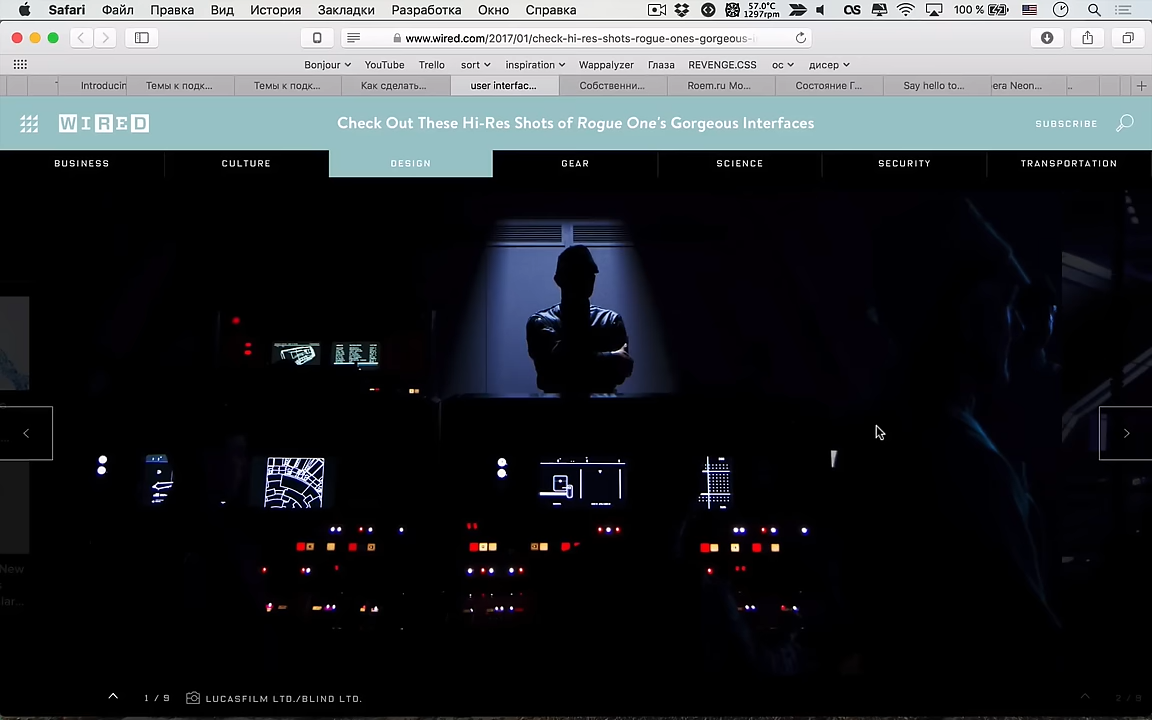 Safari Файл Правка Вид История Закладки Разработка Окно Справка 57.0°C 1297rpm 100 %
www.wired.com/2017/01/check-hi-res-shots-rogue-ones-gorgeous-
Bonjour YouTube Trello sort inspiration Wappalyzer Глаза REVENGE.CSS ос дисер
Introducin Темы к подк... Темы к подк... Как сделать... user interfac... Собственни... Roem.ru Mo... Состояние Г... Say hello to... era Neon...
WIRED Check Out These Hi-Res Shots of Rogue One's Gorgeous Interfaces SUBSCRIBE
BUSINESS CULTURE DESIGN GEAR SCIENCE SECURITY TRANSPORTATION
New
lar...
1 / 9 LUCASFILM LTD./BLIND LTD. 2 / 9